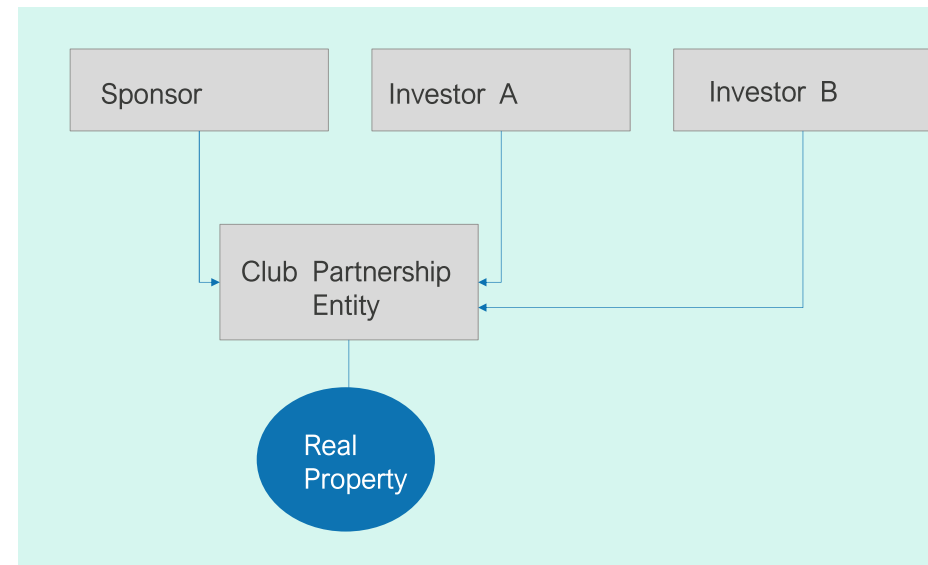 Sponsor
Investor A
Investor B
Club Partnership
Entity
Real
Property